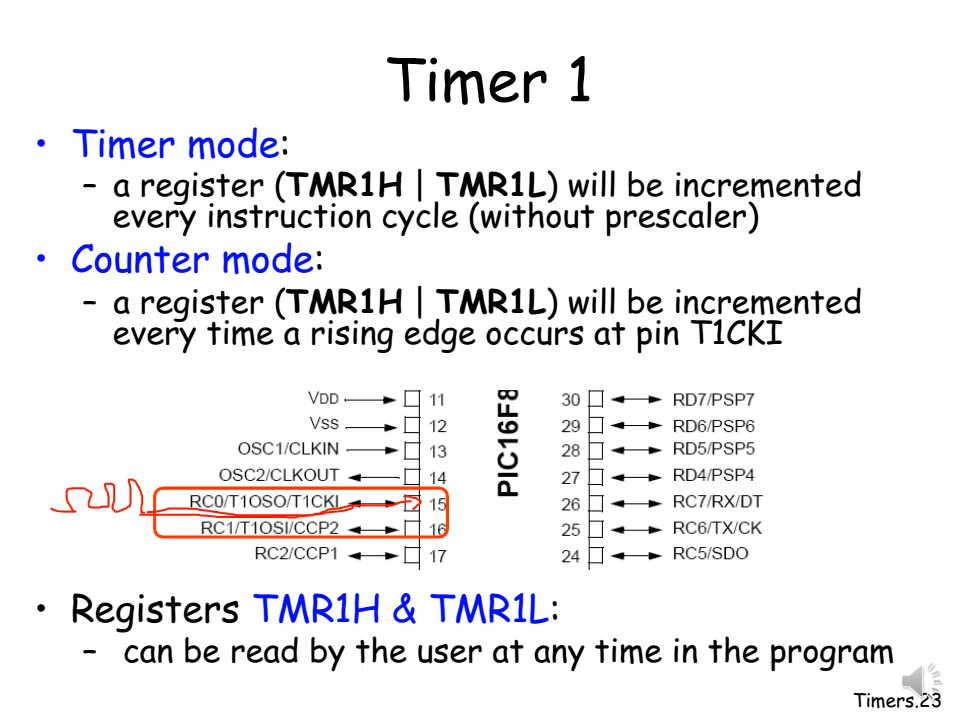 Timer 1
• Timer mode:
– a register (TMR1H | TMR1L) will be incremented
every instruction cycle (without prescaler)
• Counter mode:
– a register (TMR1H | TMR1L) will be incremented
every time a rising edge occurs at pin T1CKI
VDD 11 30 RD7/PSP7
VSS 12 29 RD6/PSP6
OSC1/CLKIN 13 28 RD5/PSP5
OSC2/CLKOUT 14 27 RD4/PSP4
RC0/T1OSO/T1CKI 15 26 RC7/RX/DT
RC1/T1OSI/CCP2 16 25 RC6/TX/CK
RC2/CCP1 17 24 RC5/SDO
PIC16F8
• Registers TMR1H & TMR1L:
– can be read by the user at any time in the program
Timers.23